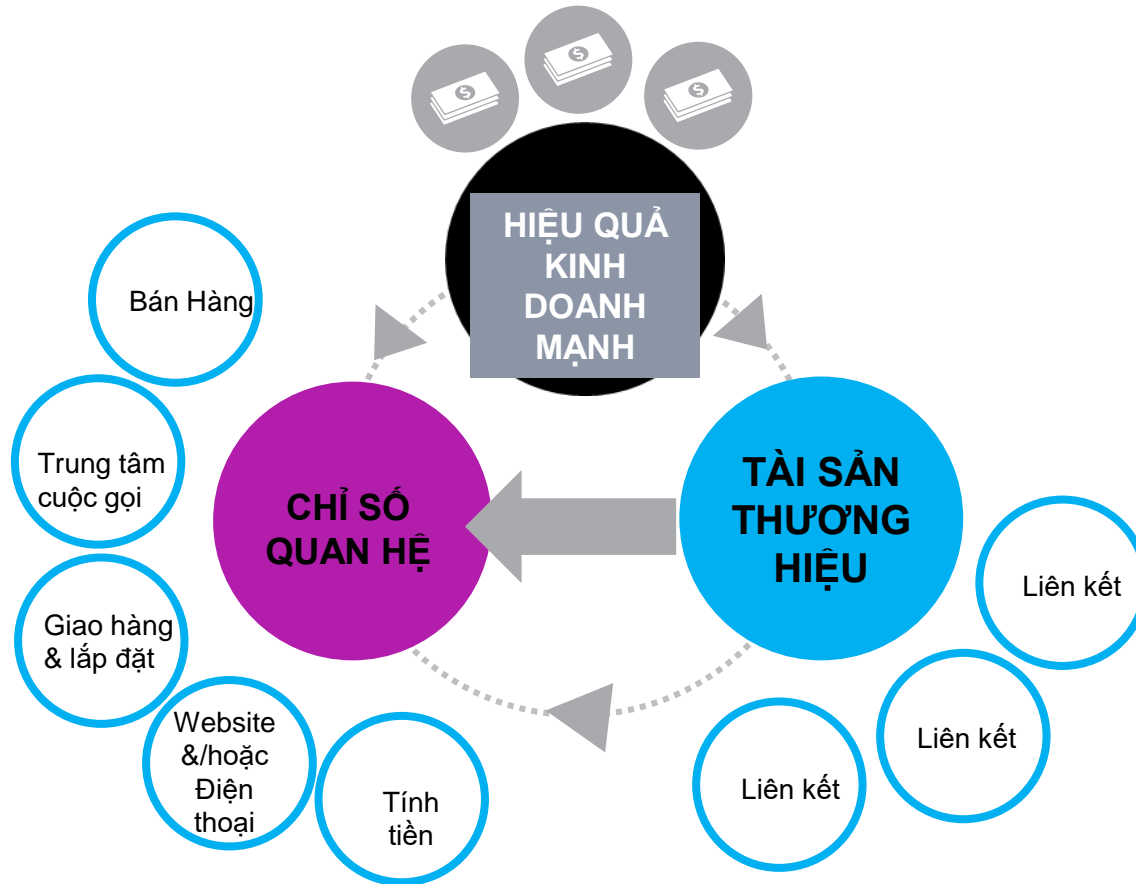 HIỆU QUẢ
KINH
DOANH
MẠNH
Bán Hàng
Trung tâm
cuộc gọi
Giao hàng
& lắp đặt
Website
&/hoặc
Điện
thoại
Tính
tiền
CHỈ SỐ
QUAN HỆ
TÀI SẢN
THƯƠNG
HIỆU
Liên kết
Liên kết
Liên kết